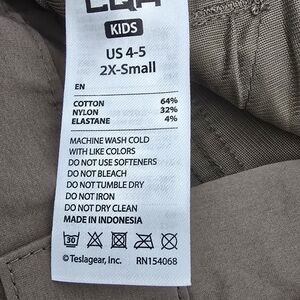 CQR
KIDS
US 4-5
2X-Small
EN
COTTON 64%
NYLON 32%
ELASTANE 4%
MACHINE WASH COLD
WITH LIKE COLORS
DO NOT USE SOFTENERS
DO NOT BLEACH
DO NOT TUMBLE DRY
DO NOT IRON
DO NOT DRY CLEAN
MADE IN INDONESIA
30
©Teslagear, Inc. RN154068